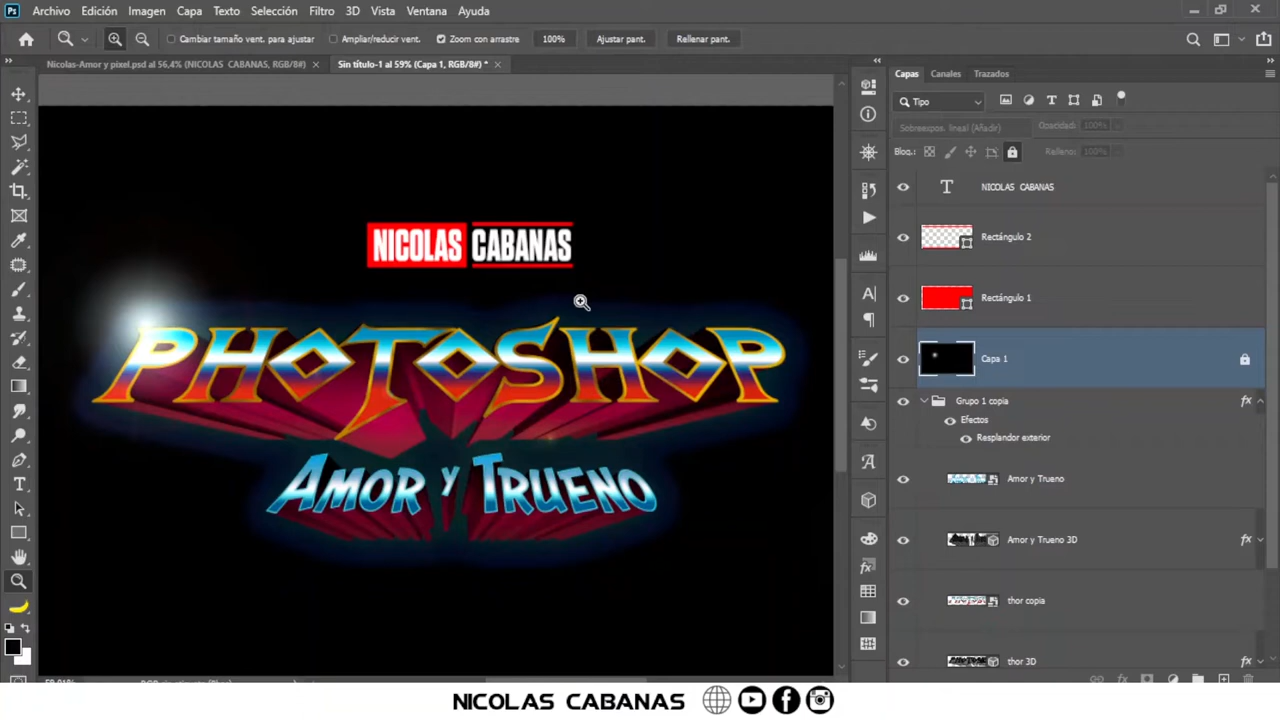 Ps Archivo Edición Imagen Capa Texto Selección Filtro 3D Vista Ventana Ayuda
Cambiar tamaño vent. para ajustar Ampliar/reducir vent. Zoom con arrastre 100% Ajustar pant. Rellenar pant.
Nicolas-Amor y pixel.psd al 56,4% (NICOLAS CABANAS, RGB/8#) × Sin título-1 al 59% (Capa 1, RGB/8#) * ×
Capas Canales Trazados
Tipo
Sobreexpos. lineal (Añadir) Opacidad: 100%
Bloq.: Relleno: 100%
NICOLAS CABANAS
Rectángulo 2
Rectángulo 1
Capa 1
Grupo 1 copia fx
Efectos
Resplandor exterior
Amor y Trueno
Amor y Trueno 3D fx
thor copia
thor 3D fx
NICOLAS CABANAS
PHOTOSHOP
AMOR Y TRUENO
NICOLAS CABANAS